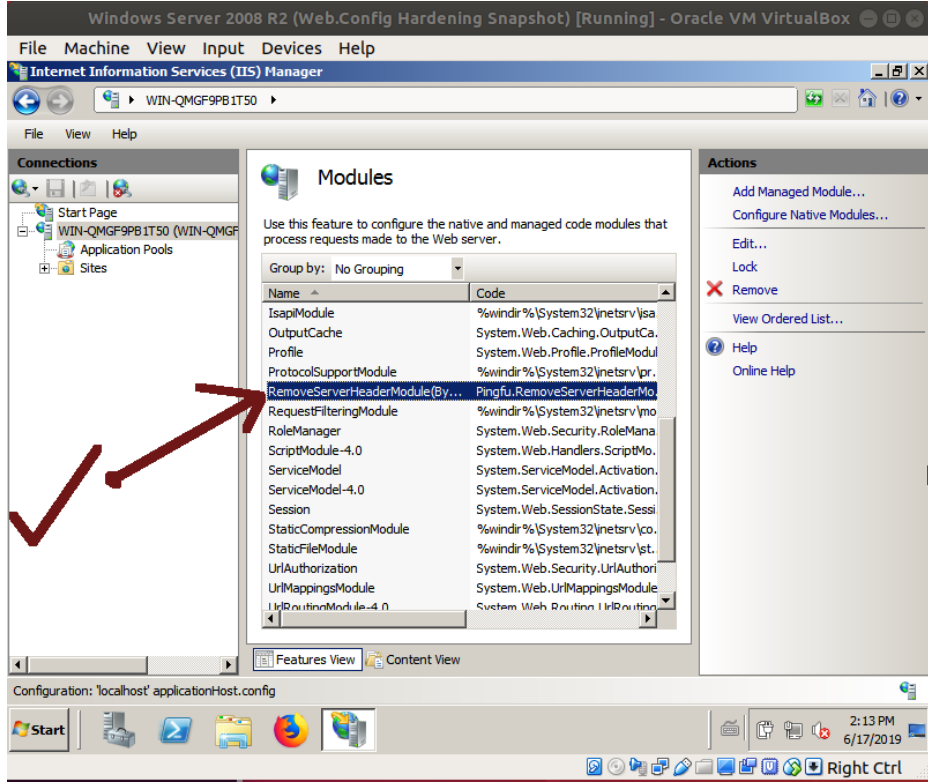 Windows Server 2008 R2 (Web.Config Hardening Snapshot) [Running] - Oracle VM VirtualBox
File Machine View Input Devices Help
Internet Information Services (IIS) Manager
WIN-QMGF9PB1T50
File View Help
Connections
Start Page
WIN-QMGF9PB1T50 (WIN-QMGF
Application Pools
Sites
Modules
Use this feature to configure the native and managed code modules that
process requests made to the Web server.
Group by: No Grouping
Name Code
IsapiModule %windir%\System32\inetsrv\isa
OutputCache System.Web.Caching.OutputCa.
Profile System.Web.Profile.ProfileModul
ProtocolSupportModule %windir%\System32\inetsrv\pr.
RemoveServerHeaderModule(By... Pingfu.RemoveServerHeaderMo.
RequestFilteringModule %windir%\System32\inetsrv\mo
RoleManager System.Web.Security.RoleMana
ScriptModule-4.0 System.Web.Handlers.ScriptMo.
ServiceModel System.ServiceModel.Activation.
ServiceModel-4.0 System.ServiceModel.Activation.
Session System.Web.SessionState.Sessi
StaticCompressionModule %windir%\System32\inetsrv\co.
StaticFileModule %windir%\System32\inetsrv\st.
UrlAuthorization System.Web.Security.UrlAuthori
UrlMappingsModule System.Web.UrlMappingsModule
UrlRoutingModule-4.0 System.Web.Routing.UrlRouting
Features View Content View
Actions
Add Managed Module...
Configure Native Modules...
Edit...
Lock
Remove
View Ordered List...
Help
Online Help
Configuration: 'localhost' applicationHost.config
Start
2:13 PM
6/17/2019
Right Ctrl